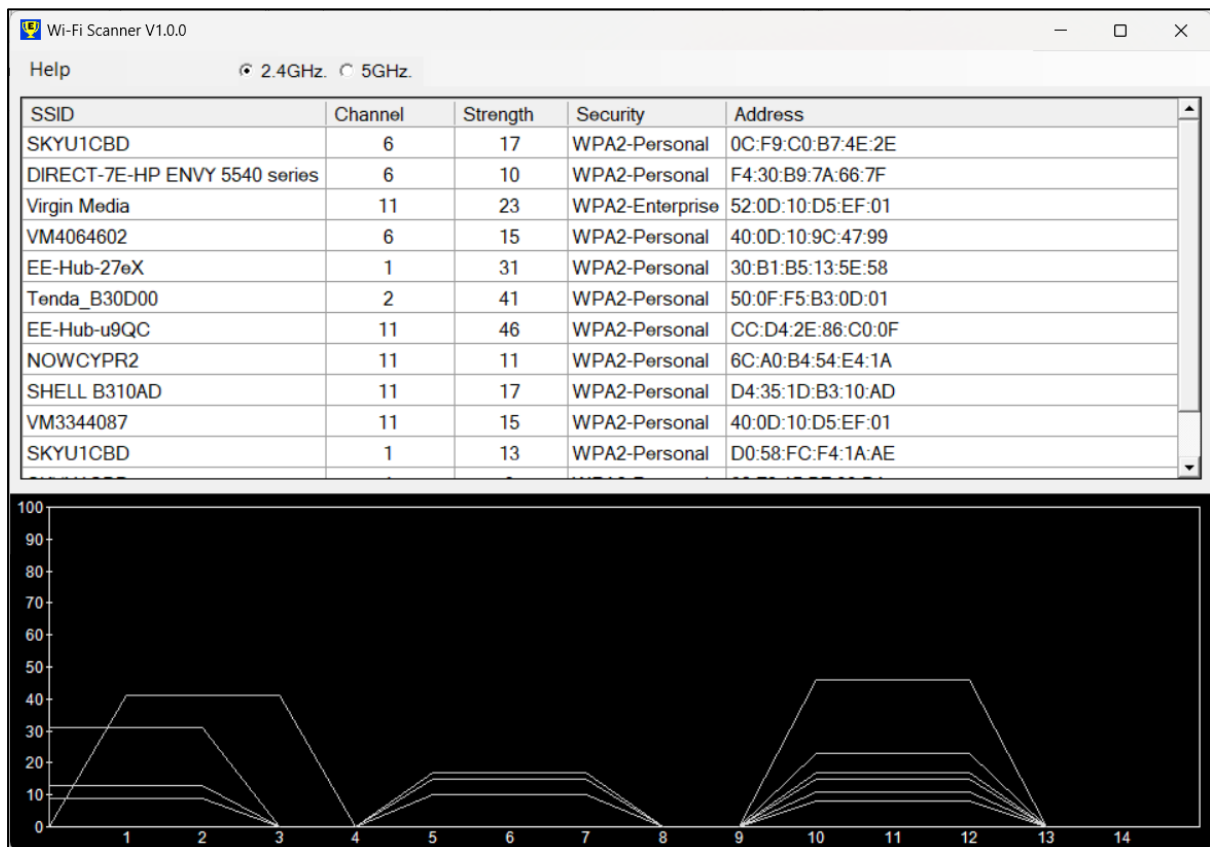 Wi-Fi Scanner V1.0.0
Help 2.4GHz. 5GHz.
SSID Channel Strength Security Address
SKYU1CBD 6 17 WPA2-Personal 0C:F9:C0:B7:4E:2E
DIRECT-7E-HP ENVY 5540 series 6 10 WPA2-Personal F4:30:B9:7A:66:7F
Virgin Media 11 23 WPA2-Enterprise 52:0D:10:D5:EF:01
VM4064602 6 15 WPA2-Personal 40:0D:10:9C:47:99
EE-Hub-27eX 1 31 WPA2-Personal 30:B1:B5:13:5E:58
Tenda_B30D00 2 41 WPA2-Personal 50:0F:F5:B3:0D:01
EE-Hub-u9QC 11 46 WPA2-Personal CC:D4:2E:86:C0:0F
NOWCYPR2 11 11 WPA2-Personal 6C:A0:B4:54:E4:1A
SHELL B310AD 11 17 WPA2-Personal D4:35:1D:B3:10:AD
VM3344087 11 15 WPA2-Personal 40:0D:10:D5:EF:01
SKYU1CBD 1 13 WPA2-Personal D0:58:FC:F4:1A:AE
100
90
80
70
60
50
40
30
20
10
0
1 2 3 4 5 6 7 8 9 10 11 12 13 14